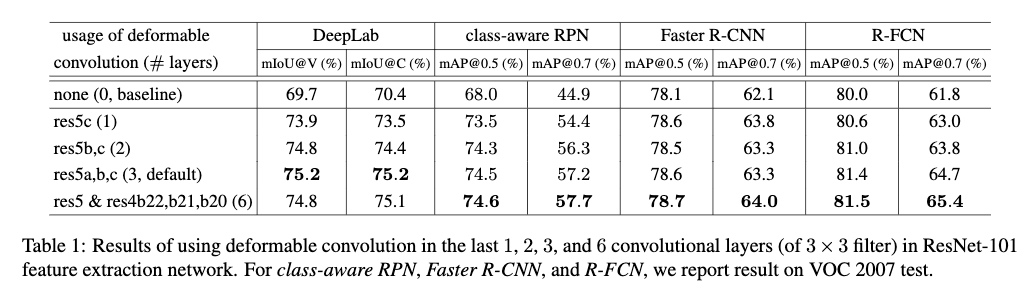 usage of deformable DeepLab class-aware RPN Faster R-CNN R-FCN
convolution (# layers) mIoU@V (%) mIoU@C (%) mAP@0.5 (%) mAP@0.7 (%) mAP@0.5 (%) mAP@0.7 (%) mAP@0.5 (%) mAP@0.7 (%)
none (0, baseline) 69.7 70.4 68.0 44.9 78.1 62.1 80.0 61.8
res5c (1) 73.9 73.5 73.5 54.4 78.6 63.8 80.6 63.0
res5b,c (2) 74.8 74.4 74.3 56.3 78.5 63.3 81.0 63.8
res5a,b,c (3, default) 75.2 75.2 74.5 57.2 78.6 63.3 81.4 64.7
res5 & res4b22,b21,b20 (6) 74.8 75.1 74.6 57.7 78.7 64.0 81.5 65.4
Table 1: Results of using deformable convolution in the last 1, 2, 3, and 6 convolutional layers (of 3 × 3 filter) in ResNet-101
feature extraction network. For class-aware RPN, Faster R-CNN, and R-FCN, we report result on VOC 2007 test.